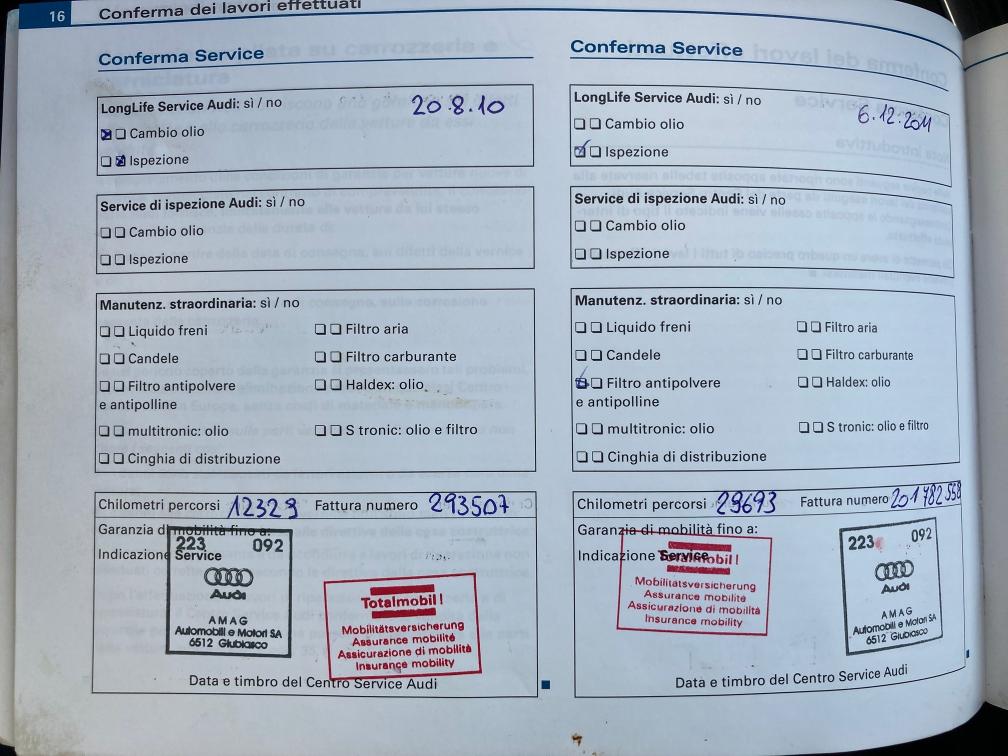 16
Conferma dei lavori effettuati
Conferma Service
LongLife Service Audi: sì / no
20.8.10
Cambio olio
Ispezione
Service di ispezione Audi: sì / no
Cambio olio
Ispezione
Manutenz. straordinaria: sì / no
Liquido freni
Filtro aria
Candele
Filtro carburante
Filtro antipolvere
e antipolline
Haldex: olio
multitronic: olio
S tronic: olio e filtro
Cinghia di distribuzione
Chilometri percorsi 12329 Fattura numero 293507
Garanzia di mobilità fino a:
Indicazione Service
223 092
Audi
AMAG
Automobili e Motori SA
6512 Giubiasco
Totalmobil!
Mobilitätsversicherung
Assurance mobilité
Assicurazione di mobilità
Insurance mobility
Data e timbro del Centro Service Audi
Conferma Service
LongLife Service Audi: sì / no
6.12.2011
Cambio olio
Ispezione
Service di ispezione Audi: sì / no
Cambio olio
Ispezione
Manutenz. straordinaria: sì / no
Liquido freni
Filtro aria
Candele
Filtro carburante
Filtro antipolvere
e antipolline
Haldex: olio
multitronic: olio
S tronic: olio e filtro
Cinghia di distribuzione
Chilometri percorsi 29693 Fattura numero 201782558
Garanzia di mobilità fino a:
Indicazione Service
Totalmobil!
Mobilitätsversicherung
Assurance mobilité
Assicurazione di mobilità
Insurance mobility
223 092
Audi
AMAG
Automobili e Motori SA
6512 Giubiasco
Data e timbro del Centro Service Audi